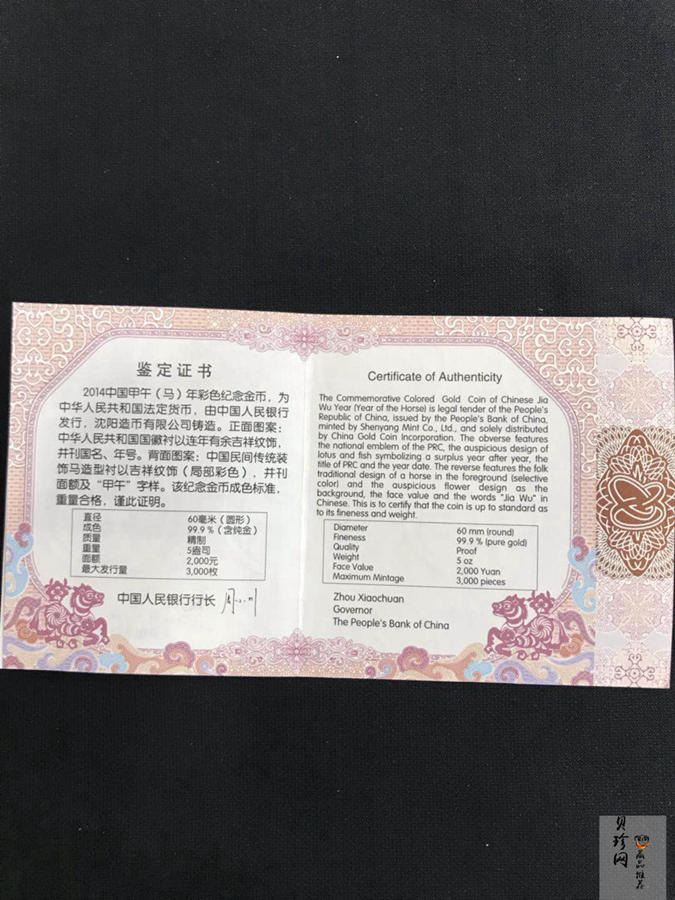 鉴定证书
2014中国甲午（马）年彩色纪念金币，为
中华人民共和国法定货币，由中国人民银行
发行，沈阳造币有限公司铸造。正面图案：
中华人民共和国国徽衬以连年有余吉祥纹饰，
并刊国名、年号。背面图案：中国民间传统装
饰马造型衬以吉祥纹饰（局部彩色），并刊
面额及“甲午”字样。该纪念金币成色标准，
重量合格，谨此证明。
直径 60毫米（圆形）
成色 99.9%（含纯金）
质量 精制
重量 5盎司
面额 2,000元
最大发行量 3,000枚
中国人民银行行长
Certificate of Authenticity
The Commemorative Colored Gold Coin of Chinese Jia
Wu Year (Year of the Horse) is legal tender of the People's
Republic of China, issued by the People's Bank of China,
minted by Shenyang Mint Co., Ltd., and solely distributed
by China Gold Coin Incorporation. The obverse features
the national emblem of the PRC, the auspicious design of
lotus and fish symbolizing a surplus year after year, the
title of PRC and the year date. The reverse features the folk
traditional design of a horse in the foreground (selective
color) and the auspicious flower design as the
background, the face value and the words "Jia Wu" in
Chinese. This is to certify that the coin is up to standard as
to its fineness and weight.
Diameter 60 mm (round)
Fineness 99.9 % (pure gold)
Quality Proof
Weight 5 oz
Face Value 2,000 Yuan
Maximum Mintage 3,000 pieces
Zhou Xiaochuan
Governor
The People's Bank of China
贝珍网
藏品推荐